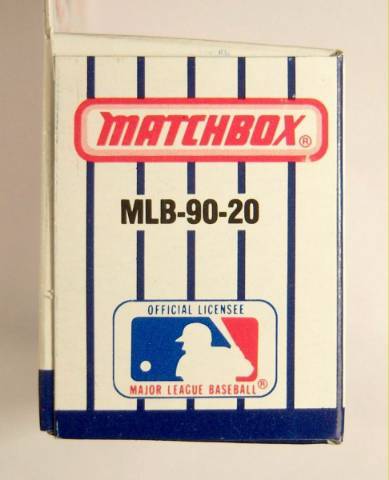 MATCHBOX®
MLB-90-20
OFFICIAL LICENSEE
MAJOR LEAGUE BASEBALL®